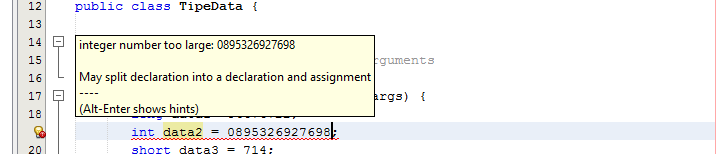 12 public class TipeData {
13
14
integer number too large: 0895326927698
15 arguments
May split declaration into a declaration and assignment
16
----
17 args) {
(Alt-Enter shows hints)
18
int data2 = 0895326927698;
20 short data3 = 714;